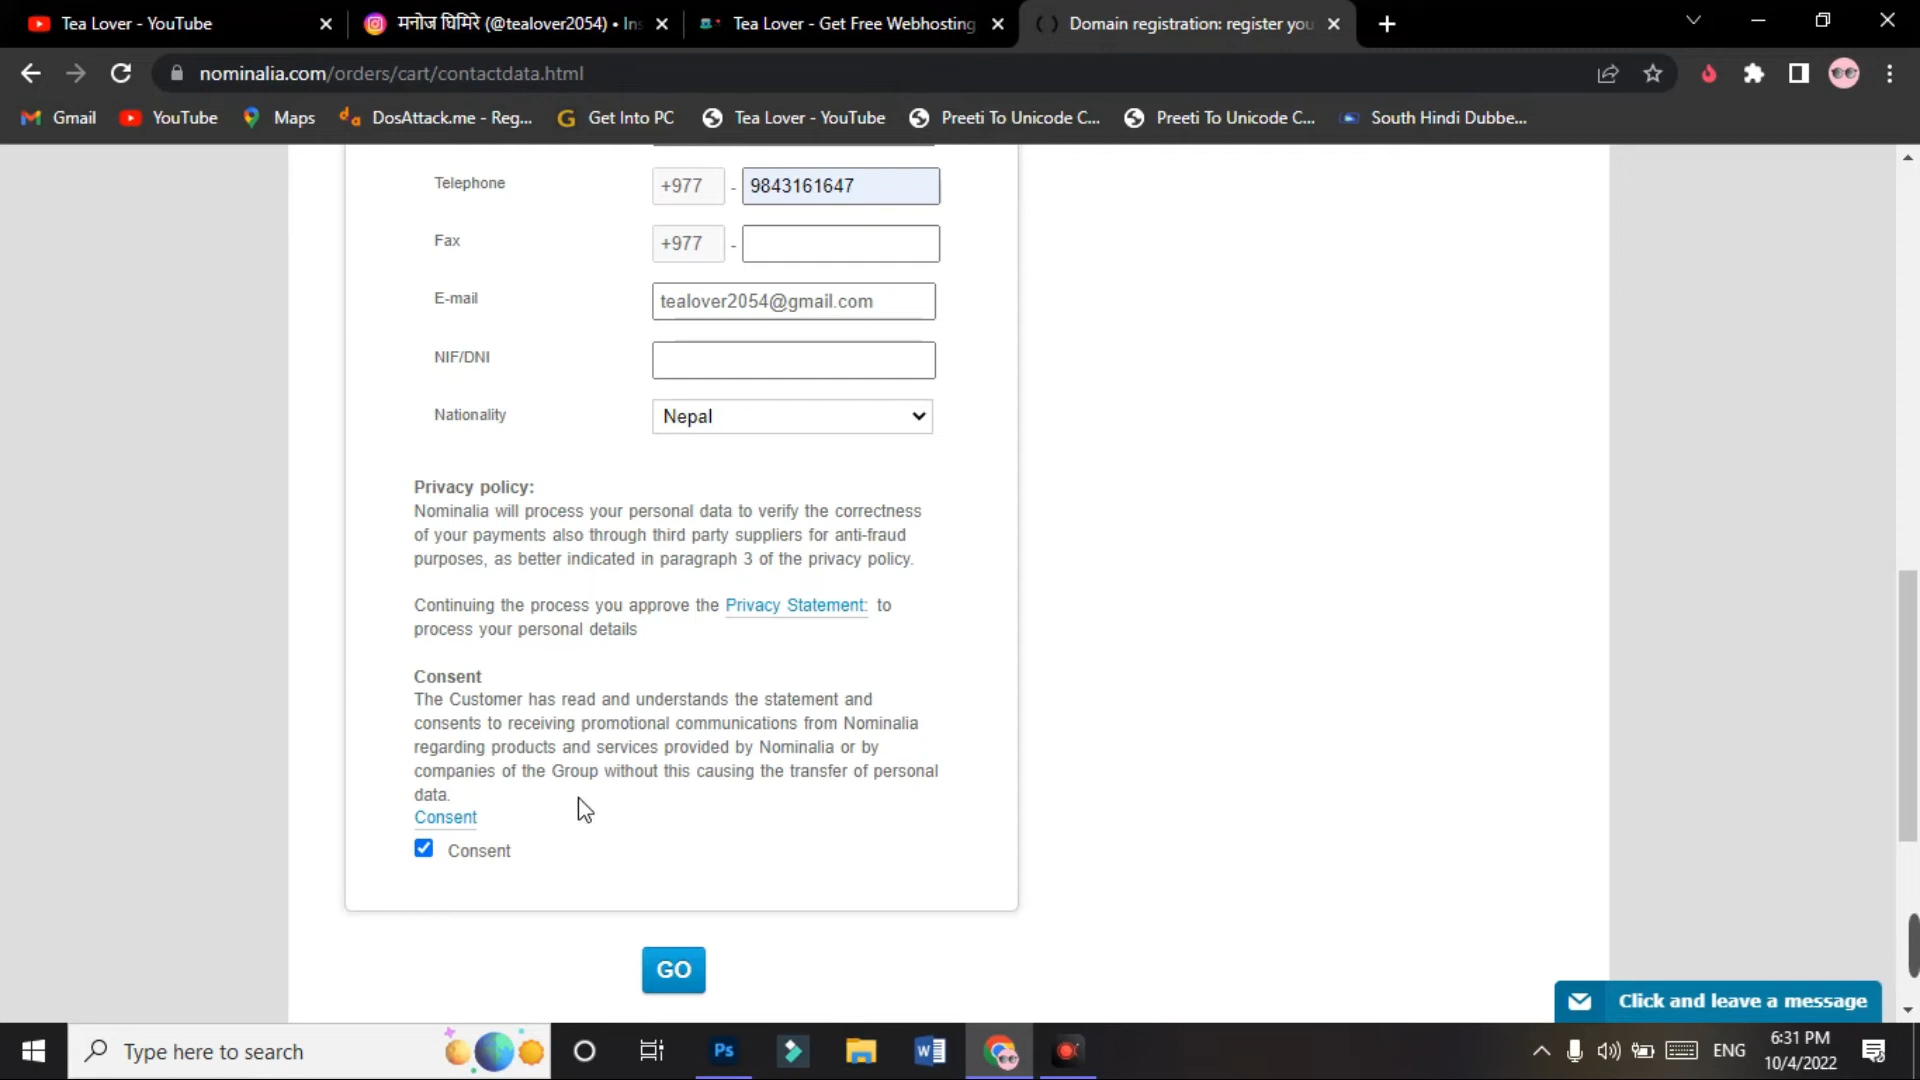 Tea Lover - YouTube
मनोज घिमिरे (@tealover2054) • Ins
Tea Lover - Get Free Webhosting
Domain registration: register you
nominalia.com/orders/cart/contactdata.html
Gmail
YouTube
Maps
DosAttack.me - Reg...
Get Into PC
Tea Lover - YouTube
Preeti To Unicode C...
Preeti To Unicode C...
South Hindi Dubbe...
Telephone
+977 - 9843161647
Fax
+977 -
E-mail
tealover2054@gmail.com
NIF/DNI
Nationality
Nepal
Privacy policy:
Nominalia will process your personal data to verify the correctness
of your payments also through third party suppliers for anti-fraud
purposes, as better indicated in paragraph 3 of the privacy policy.
Continuing the process you approve the Privacy Statement: to
process your personal details
Consent
The Customer has read and understands the statement and
consents to receiving promotional communications from Nominalia
regarding products and services provided by Nominalia or by
companies of the Group without this causing the transfer of personal
data.
Consent
Consent
GO
Click and leave a message
Type here to search
Ps
W
ENG
6:31 PM
10/4/2022